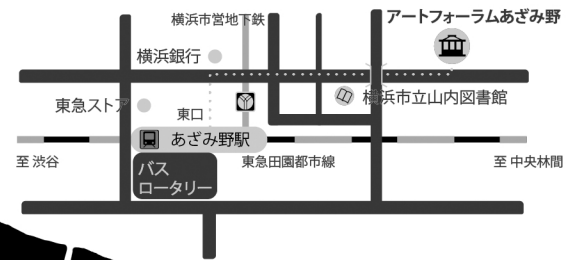 横浜市営地下鉄
アートフォーラムあざみ野
横浜銀行
横浜市立山内図書館
東急ストア
東口
あざみ野駅
至 渋谷
バス
ロータリー
東急田園都市線
至 中央林間